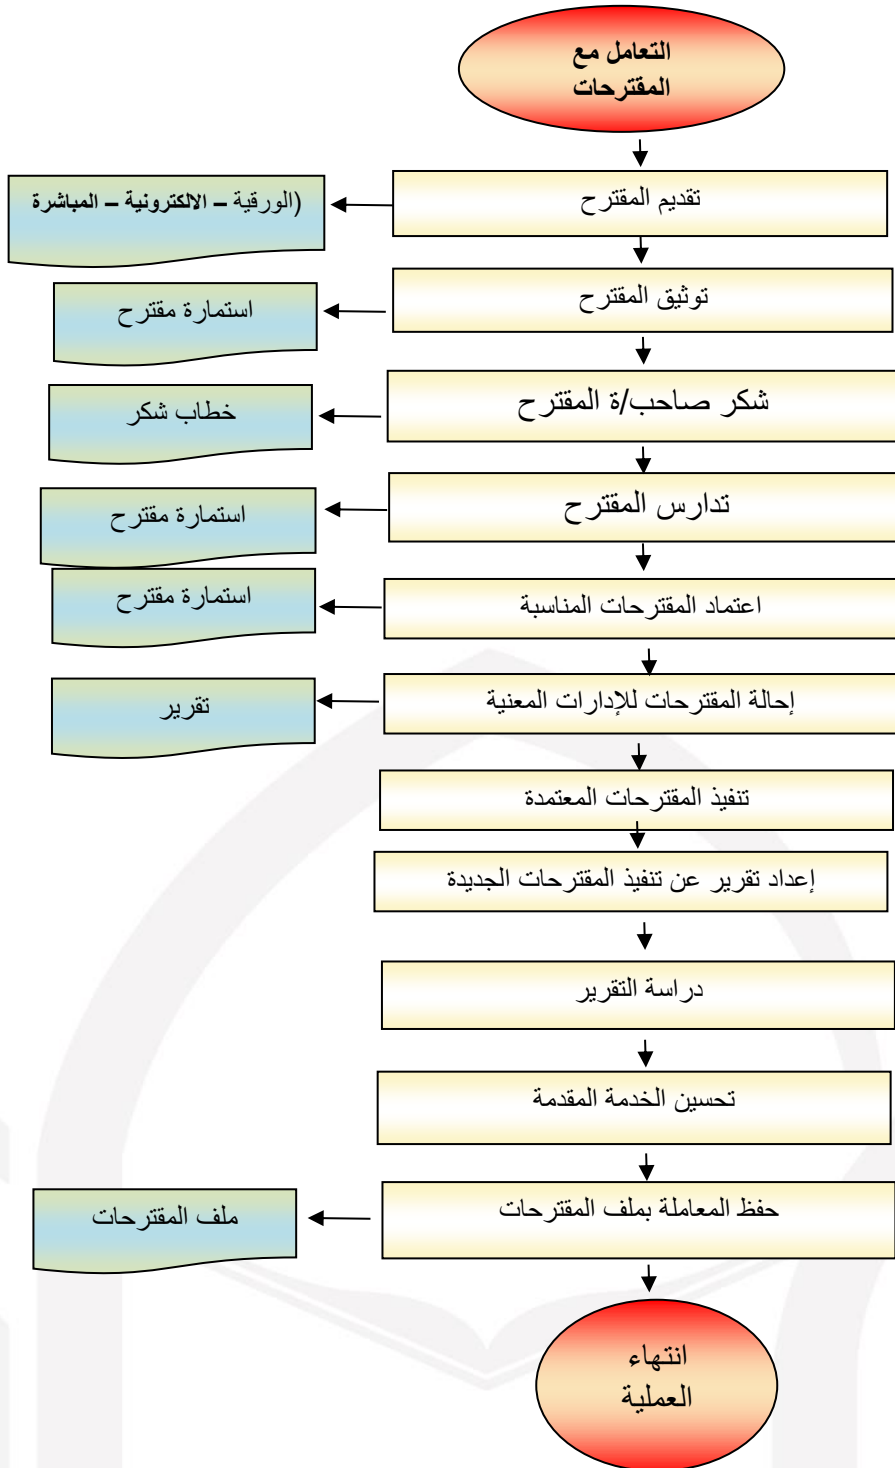 التعامل مع
المقترحات
تقديم المقترح
(الورقية – الالكترونية – المباشرة
توثيق المقترح
استمارة مقترح
شكر صاحب/ة المقترح
خطاب شكر
تدارس المقترح
استمارة مقترح
اعتماد المقترحات المناسبة
استمارة مقترح
إحالة المقترحات للإدارات المعنية
تقرير
تنفيذ المقترحات المعتمدة
إعداد تقرير عن تنفيذ المقترحات الجديدة
دراسة التقرير
تحسين الخدمة المقدمة
حفظ المعاملة بملف المقترحات
ملف المقترحات
انتهاء
العملية